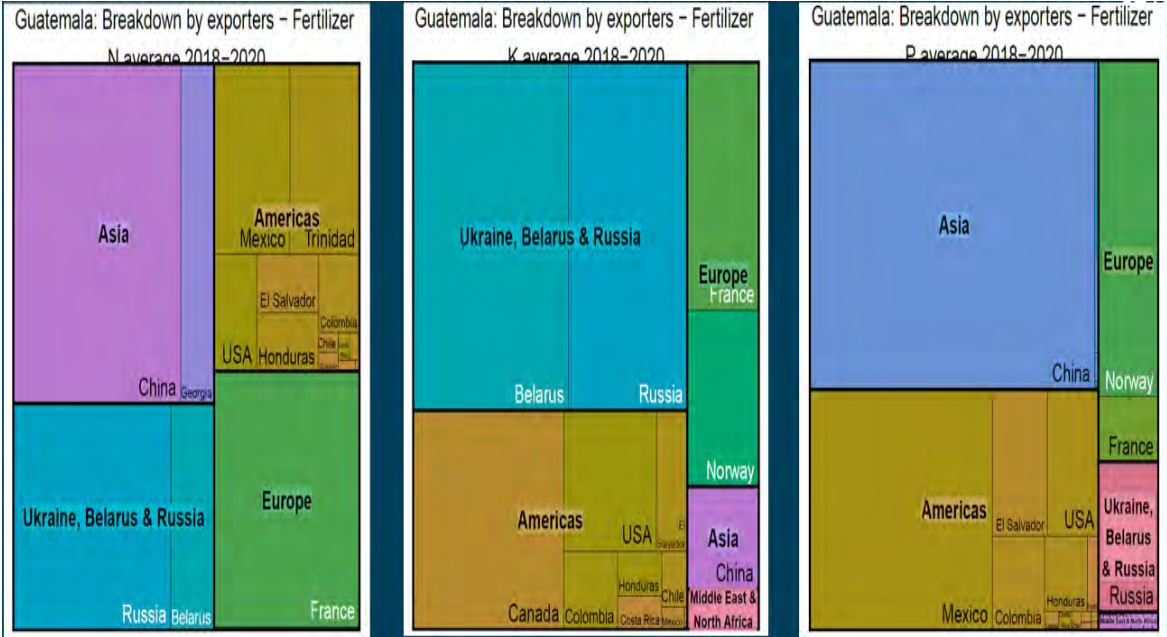 Guatemala: Breakdown by exporters – Fertilizer
N average 2018–2020
Asia
China
Georgia
Americas
Mexico
Trinidad
USA
El Salvador
Honduras
Colombia
Chile
Ukraine, Belarus & Russia
Russia
Belarus
Europe
France
Guatemala: Breakdown by exporters – Fertilizer
K average 2018–2020
Ukraine, Belarus & Russia
Belarus
Russia
Europe
France
Norway
Americas
Canada
USA
El
Salvador
Colombia
Honduras
Costa Rica
Chile
Mexico
Asia
China
Middle East &
North Africa
Guatemala: Breakdown by exporters – Fertilizer
P average 2018–2020
Asia
China
Europe
Norway
France
Americas
Mexico
El Salvador
USA
Colombia
Honduras
Ukraine,
Belarus
& Russia
Russia
Middle East & North Africa